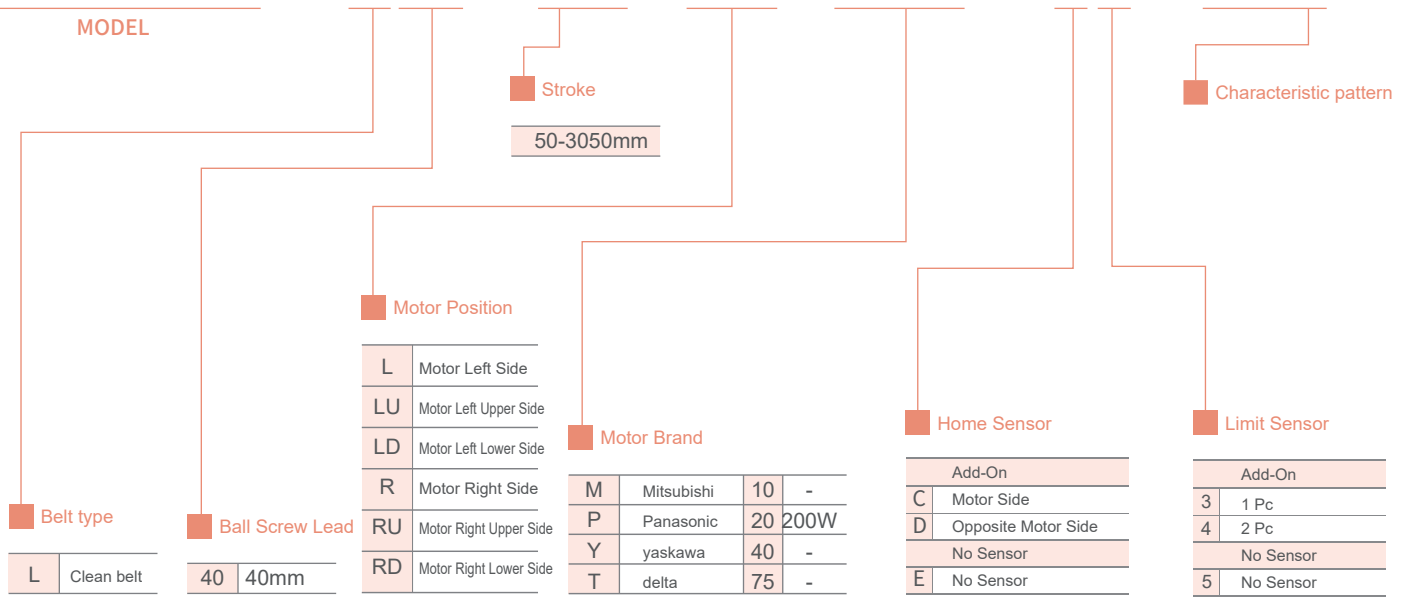 MODEL
Stroke
50-3050mm
Characteristic pattern
Motor Position
L Motor Left Side
LU Motor Left Upper Side
LD Motor Left Lower Side
R Motor Right Side
RU Motor Right Upper Side
RD Motor Right Lower Side
Motor Brand
M Mitsubishi 10 -
P Panasonic 20 200W
Y yaskawa 40 -
T delta 75 -
Home Sensor
Add-On
C Motor Side
D Opposite Motor Side
No Sensor
E No Sensor
Limit Sensor
Add-On
3 1 Pc
4 2 Pc
No Sensor
5 No Sensor
Belt type
L Clean belt
Ball Screw Lead
40 40mm